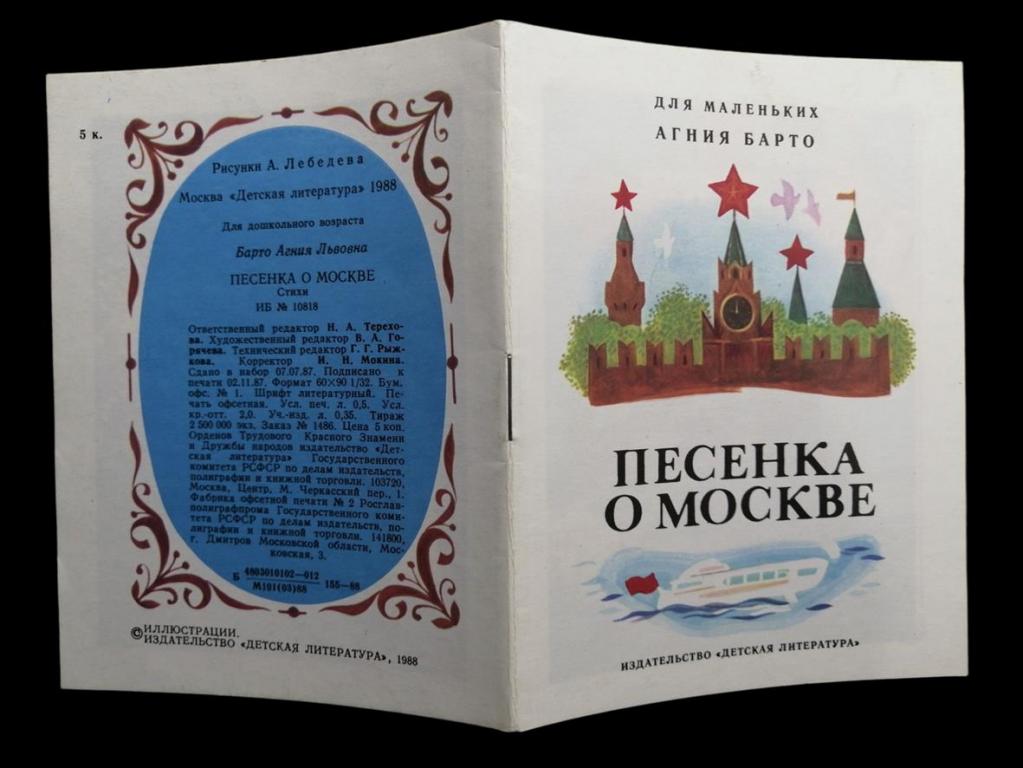 5 к.
Рисунки А. Лебедева
Москва «Детская литература» 1988
Для дошкольного возраста
Барто Агния Львовна
ПЕСЕНКА О МОСКВЕ
Стихи
ИБ № 10818
Ответственный редактор Н. А. Терехо-
ва. Художественный редактор В. А. Го-
рячева. Технический редактор Г. Г. Рыж-
кова. Корректор И. Н. Мокина.
Сдано в набор 07.07.87. Подписано к
печати 02.11.87. Формат 60×90 1/32. Бум.
офс. № 1. Шрифт литературный. Пе-
чать офсетная. Усл. печ. л. 0,5. Усл.
кр.-отт. 2,0. Уч.-изд. л. 0,35. Тираж
2 500 000 экз. Заказ № 1486. Цена 5 коп.
Орденов Трудового Красного Знамени
и Дружбы народов издательство «Дет-
ская литература» Государственного
комитета РСФСР по делам издательств,
полиграфии и книжной торговли. 103720,
Москва, Центр, М. Черкасский пер., 1.
Фабрика офсетной печати № 2 Росглав-
полиграфпрома Государственного коми-
тета РСФСР по делам издательств, по-
лиграфии и книжной торговли. 141800,
г. Дмитров Московской области, Мос-
ковская, 3.
Б 4803010102—012 155—88
М101(03)88
© ИЛЛЮСТРАЦИИ.
ИЗДАТЕЛЬСТВО «ДЕТСКАЯ ЛИТЕРАТУРА», 1988
ДЛЯ МАЛЕНЬКИХ
АГНИЯ БАРТО
ПЕСЕНКА
О МОСКВЕ
ИЗДАТЕЛЬСТВО «ДЕТСКАЯ ЛИТЕРАТУРА»